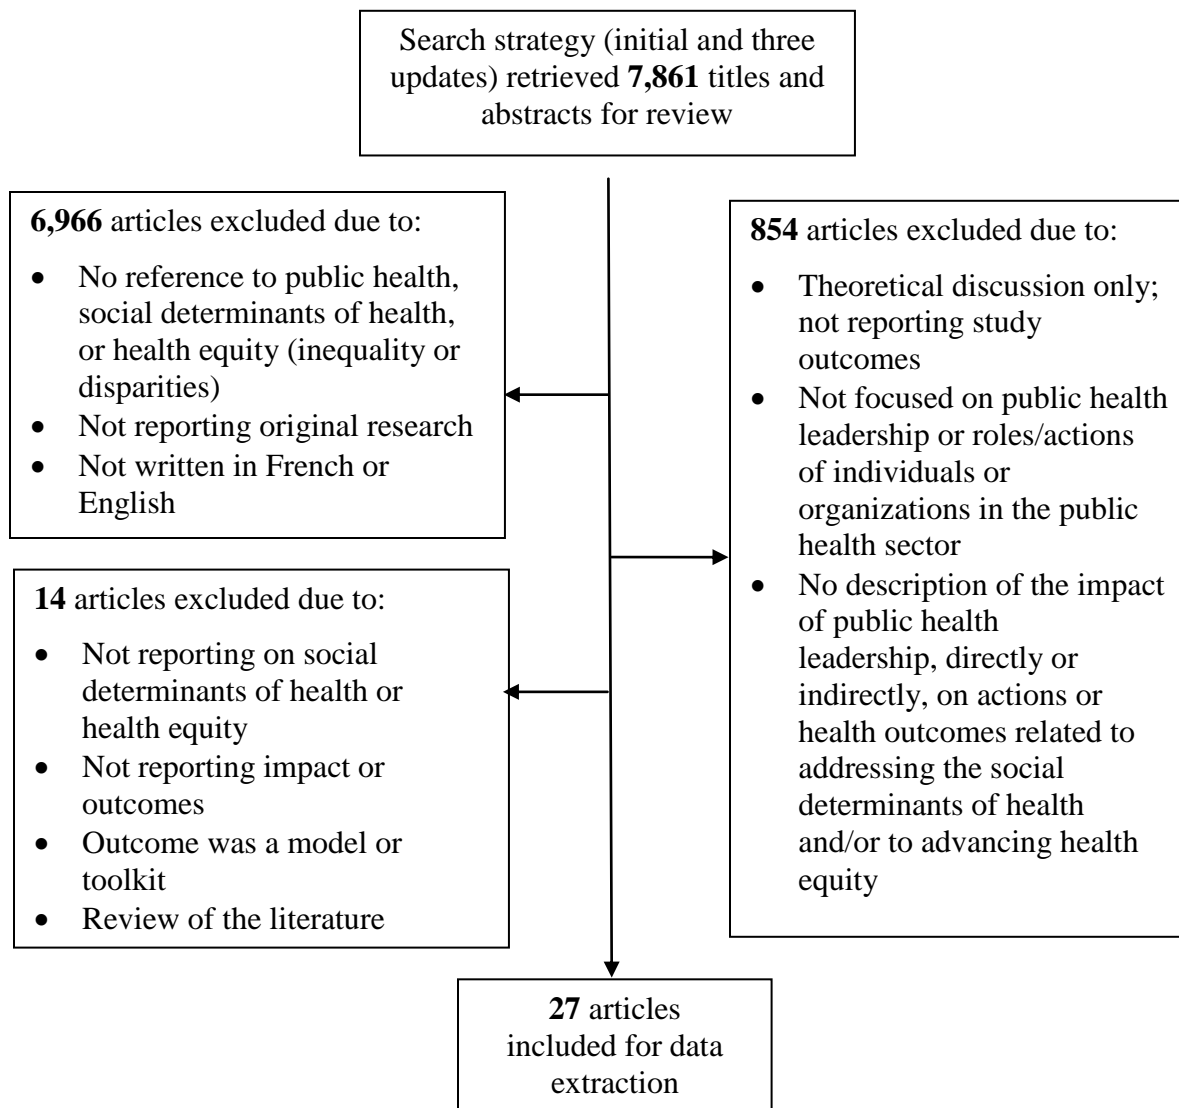 Search strategy (initial and three
updates) retrieved 7,861 titles and
abstracts for review
6,966 articles excluded due to:
• No reference to public health,
social determinants of health,
or health equity (inequality or
disparities)
• Not reporting original research
• Not written in French or
English
854 articles excluded due to:
• Theoretical discussion only;
not reporting study
outcomes
• Not focused on public health
leadership or roles/actions
of individuals or
organizations in the public
health sector
• No description of the impact
of public health
leadership, directly or
indirectly, on actions or
health outcomes related to
addressing the social
determinants of health
and/or to advancing health
equity
14 articles excluded due to:
• Not reporting on social
determinants of health or
health equity
• Not reporting impact or
outcomes
• Outcome was a model or
toolkit
• Review of the literature
27 articles
included for data
extraction